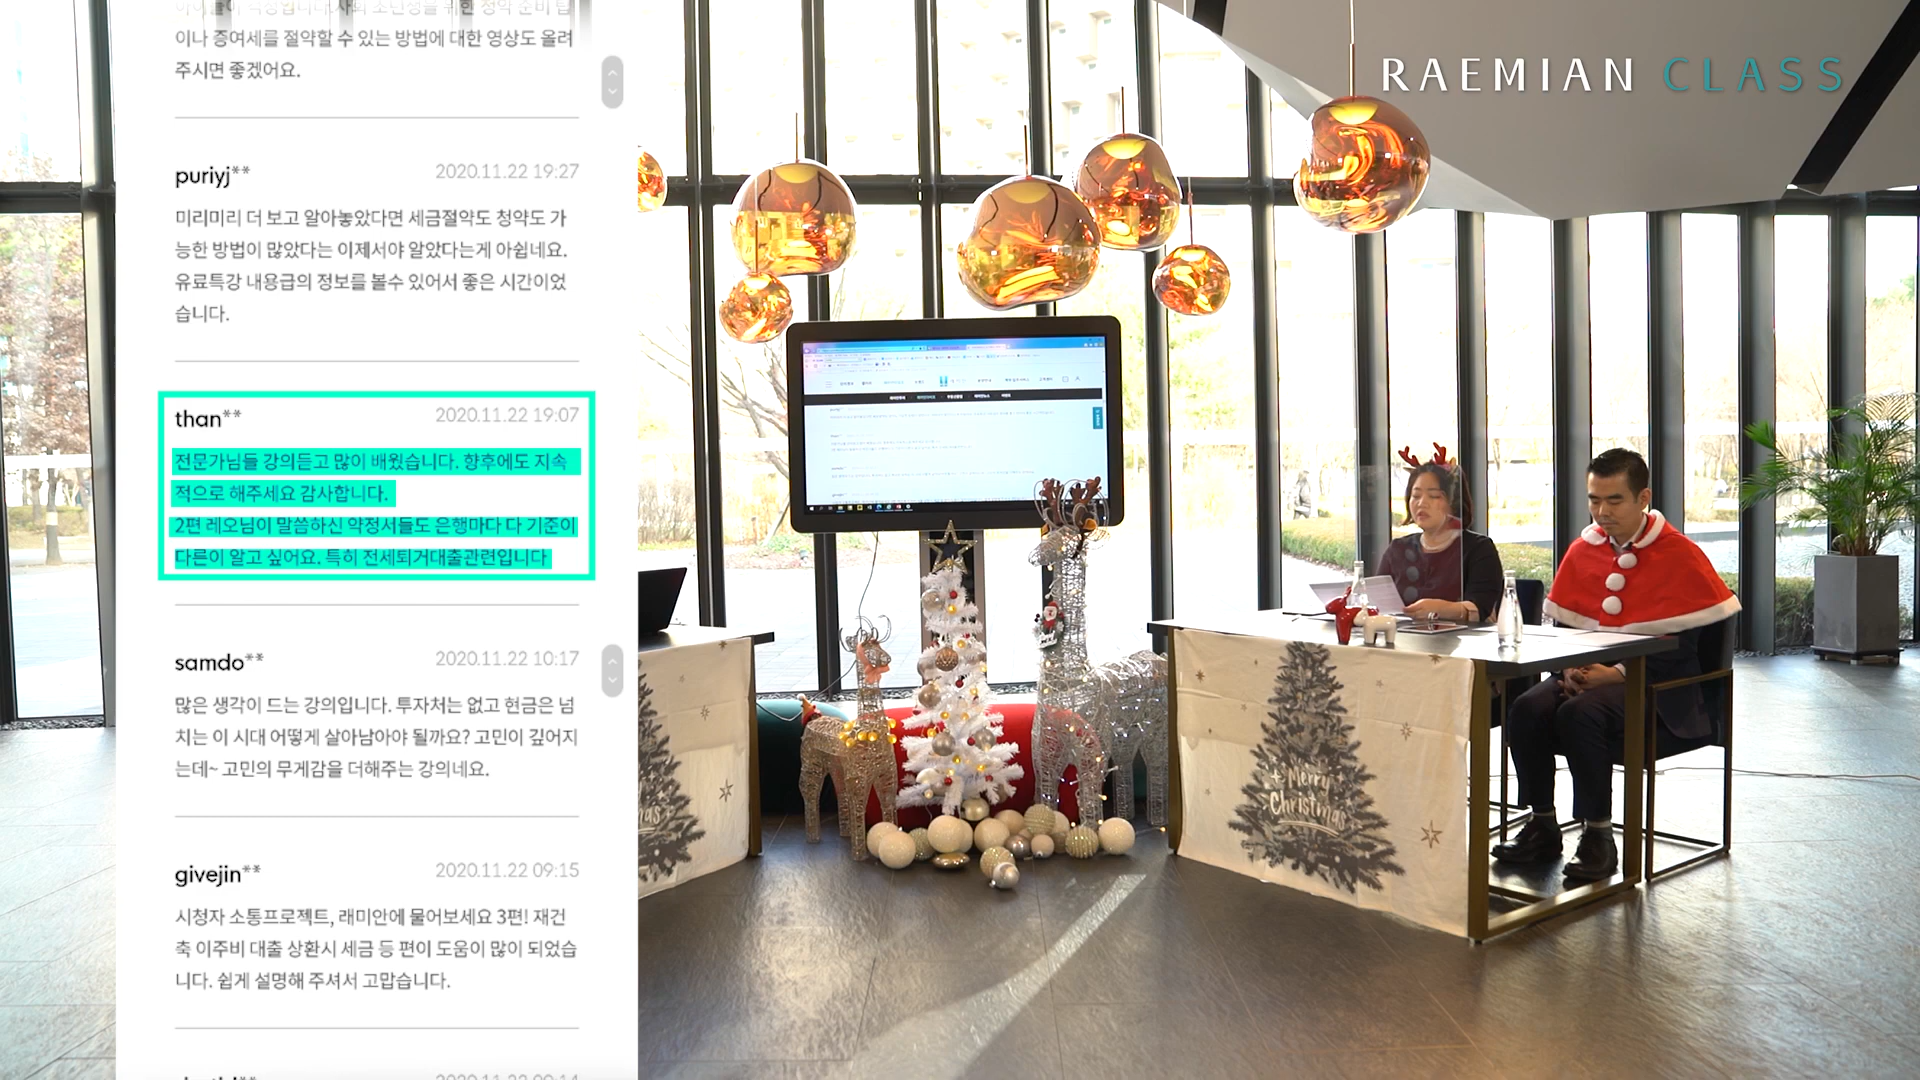 이나 증여세를 절약할 수 있는 방법에 대한 영상도 올려
주시면 좋겠어요.
puriyj**
2020.11.22 19:27
미리미리 더 보고 알아놓았다면 세금절약도 청약도 가
능한 방법이 많았다는 이제서야 알았다는게 아쉽네요.
유료특강 내용급의 정보를 볼수 있어서 좋은 시간이었
습니다.
than**
2020.11.22 19:07
전문가님들 강의듣고 많이 배웠습니다. 향후에도 지속
적으로 해주세요 감사합니다.
2편 레오님이 말씀하신 약정서들도 은행마다 다 기준이
다른이 알고 싶어요. 특히 전세퇴거대출관련입니다
samdo**
2020.11.22 10:17
많은 생각이 드는 강의입니다. 투자처는 없고 현금은 넘
치는 이 시대 어떻게 살아남아야 될까요? 고민이 깊어지
는데~ 고민의 무게감을 더해주는 강의네요.
givejin**
2020.11.22 09:15
시청자 소통프로젝트, 래미안에 물어보세요 3편! 재건
축 이주비 대출 상환시 세금 등 편이 도움이 많이 되었습
니다. 쉽게 설명해 주셔서 고맙습니다.
2020.11.22 09:14
RAEMIAN CLASS
Merry
Christmas